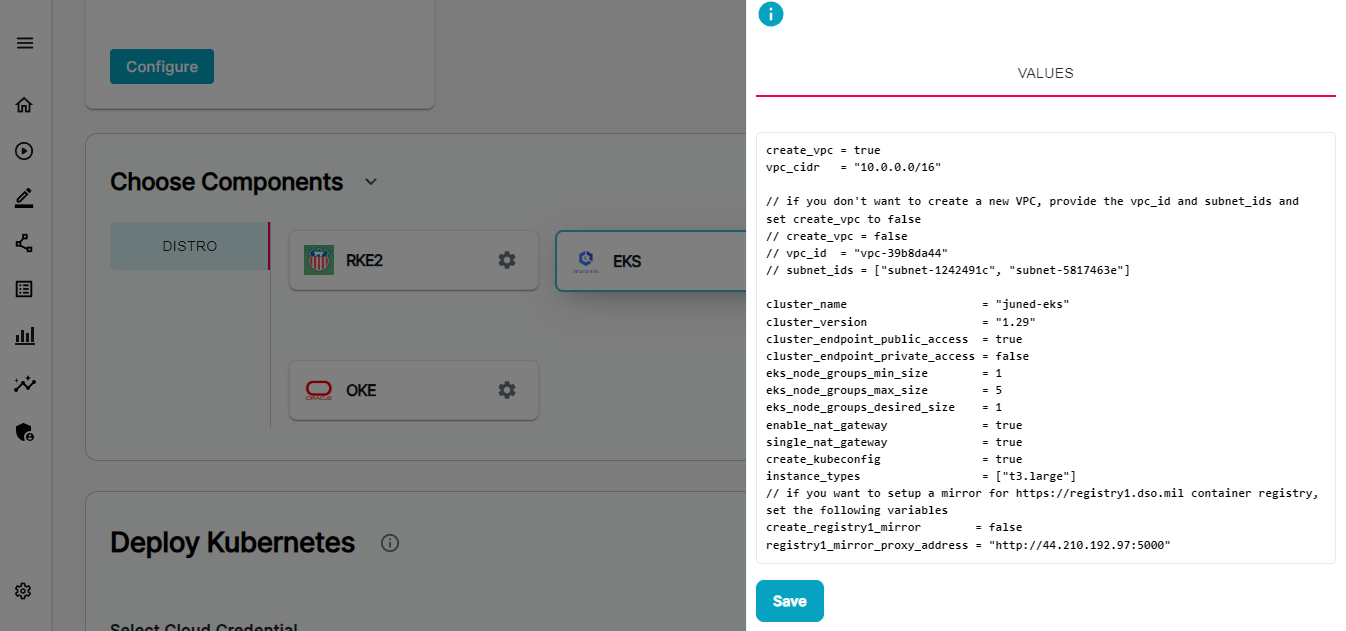 Configure
Choose Components
DISTRO
RKE2
EKS
OKE
ORACLE
Deploy Kubernetes
Select Cloud Credential
VALUES
create_vpc = true
vpc_cidr   = "10.0.0.0/16"
// if you don't want to create a new VPC, provide the vpc_id and subnet_ids and
set create_vpc to false
// create_vpc = false
// vpc_id  = "vpc-39b8da44"
// subnet_ids = ["subnet-1242491c", "subnet-5817463e"]
cluster_name                    = "juned-eks"
cluster_version                 = "1.29"
cluster_endpoint_public_access  = true
cluster_endpoint_private_access = false
eks_node_groups_min_size        = 1
eks_node_groups_max_size        = 5
eks_node_groups_desired_size    = 1
enable_nat_gateway              = true
single_nat_gateway              = true
create_kubeconfig               = true
instance_types                  = ["t3.large"]
// if you want to setup a mirror for https://registry1.dso.mil container registry,
set the following variables
create_registry1_mirror        = false
registry1_mirror_proxy_address = "http://44.210.192.97:5000"
Save